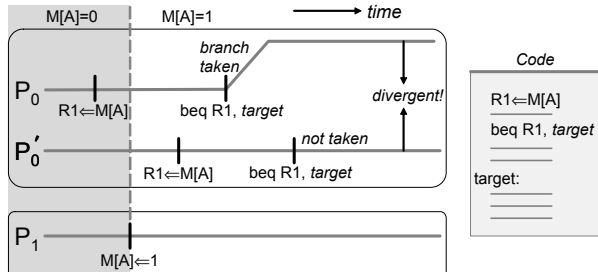 M[A]=0
M[A]=1
time
branch
taken
P0
R1⇐M[A]
beq R1, target
divergent!
P0′
not taken
R1⇐M[A]
beq R1, target
P1
M[A]⇐1
Code
R1⇐M[A]
beq R1, target
target: